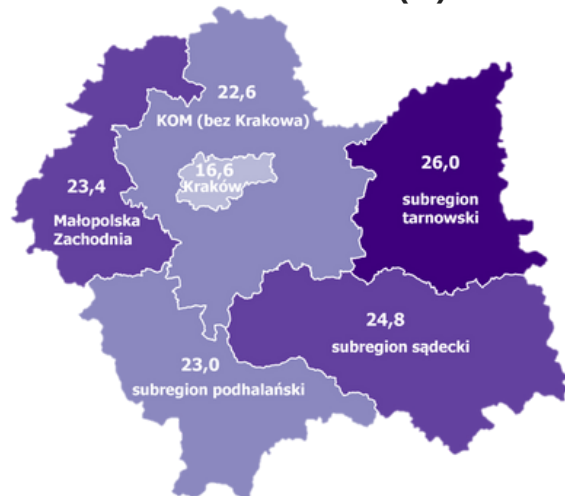 22,6
KOM (bez Krakowa)
16,6
Kraków
26,0
subregion
tarnowski
23,4
Małopolska
Zachodnia
24,8
subregion sądecki
23,0
subregion podhalański